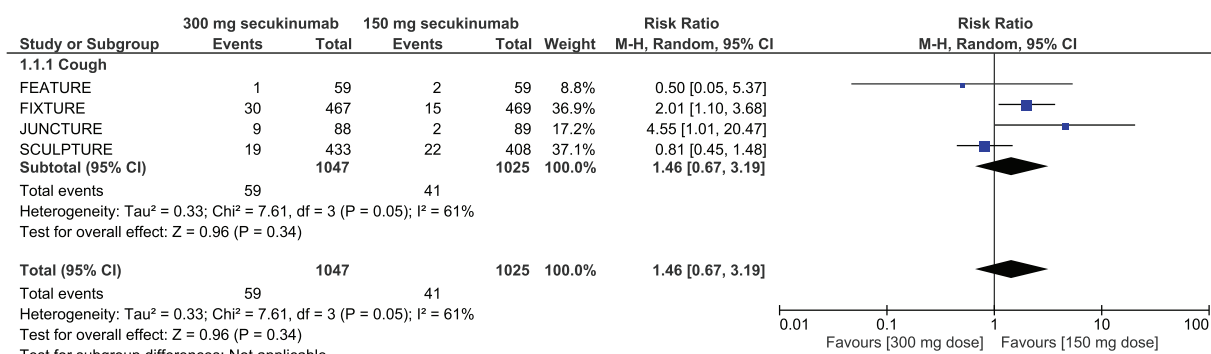 300 mg secukinumab 150 mg secukinumab Risk Ratio Risk Ratio
Study or Subgroup Events Total Events Total Weight M-H, Random, 95% CI M-H, Random, 95% CI
1.1.1 Cough
FEATURE 1 59 2 59 8.8% 0.50 [0.05, 5.37]
FIXTURE 30 467 15 469 36.9% 2.01 [1.10, 3.68]
JUNCTURE 9 88 2 89 17.2% 4.55 [1.01, 20.47]
SCULPTURE 19 433 22 408 37.1% 0.81 [0.45, 1.48]
Subtotal (95% CI) 1047 1025 100.0% 1.46 [0.67, 3.19]
Total events 59 41
Heterogeneity: Tau² = 0.33; Chi² = 7.61, df = 3 (P = 0.05); I² = 61%
Test for overall effect: Z = 0.96 (P = 0.34)
Total (95% CI) 1047 1025 100.0% 1.46 [0.67, 3.19]
Total events 59 41
Heterogeneity: Tau² = 0.33; Chi² = 7.61, df = 3 (P = 0.05); I² = 61%
0.01 0.1 1 10 100
Test for overall effect: Z = 0.96 (P = 0.34)
Favours [300 mg dose] Favours [150 mg dose]
Test for subgroup differences: Not applicable